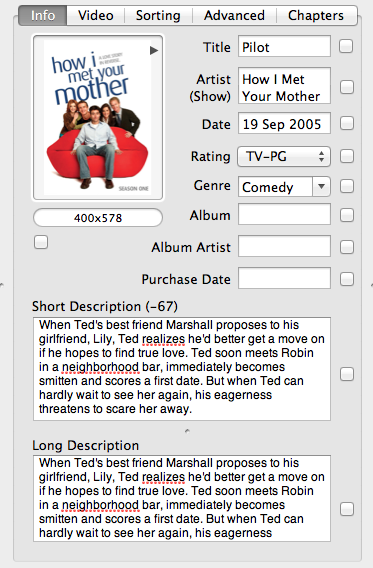 Info Video Sorting Advanced Chapters
how i
A LOVE STORY
IN REVERSE
met your
mother
SEASON ONE
400x578
Title Pilot
Artist (Show) How I Met
Your Mother
Date 19 Sep 2005
Rating TV-PG
Genre Comedy
Album
Album Artist
Purchase Date
Short Description (-67)
When Ted's best friend Marshall proposes to his
girlfriend, Lily, Ted realizes he'd better get a move on
if he hopes to find true love. Ted soon meets Robin
in a neighborhood bar, immediately becomes
smitten and scores a first date. But when Ted can
hardly wait to see her again, his eagerness
threatens to scare her away.
Long Description
When Ted's best friend Marshall proposes to his
girlfriend, Lily, Ted realizes he'd better get a move on
if he hopes to find true love. Ted soon meets Robin
in a neighborhood bar, immediately becomes
smitten and scores a first date. But when Ted can
hardly wait to see her again, his eagerness